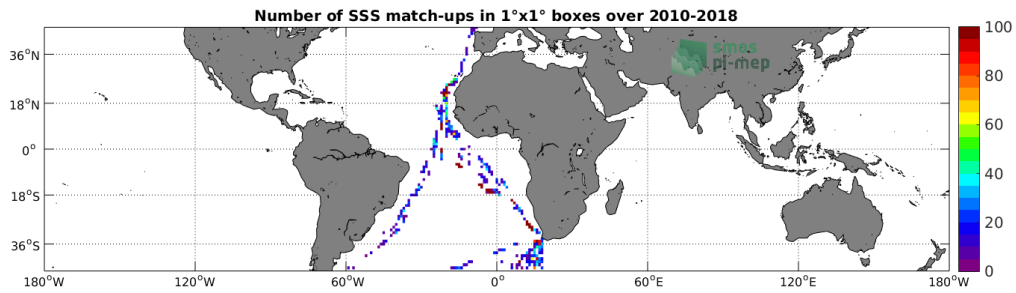 Number of SSS match-ups in 1°x1° boxes over 2010-2018
smos
pi-mep
36°N
18°N
0°
18°S
36°S
180°W 120°W 60°W 0° 60°E 120°E 180°W
100
80
60
40
20
0